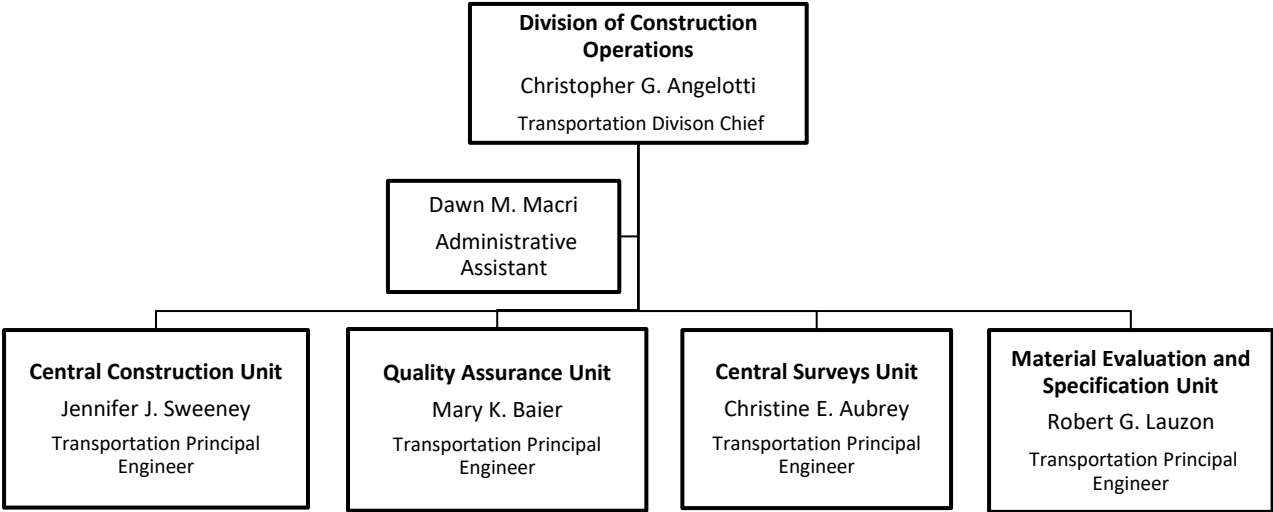 Division of Construction
Operations
Christopher G. Angelotti
Transportation Divison Chief
Dawn M. Macri
Administrative
Assistant
Central Construction Unit
Jennifer J. Sweeney
Transportation Principal
Engineer
Quality Assurance Unit
Mary K. Baier
Transportation Principal
Engineer
Central Surveys Unit
Christine E. Aubrey
Transportation Principal
Engineer
Material Evaluation and
Specification Unit
Robert G. Lauzon
Transportation Principal
Engineer